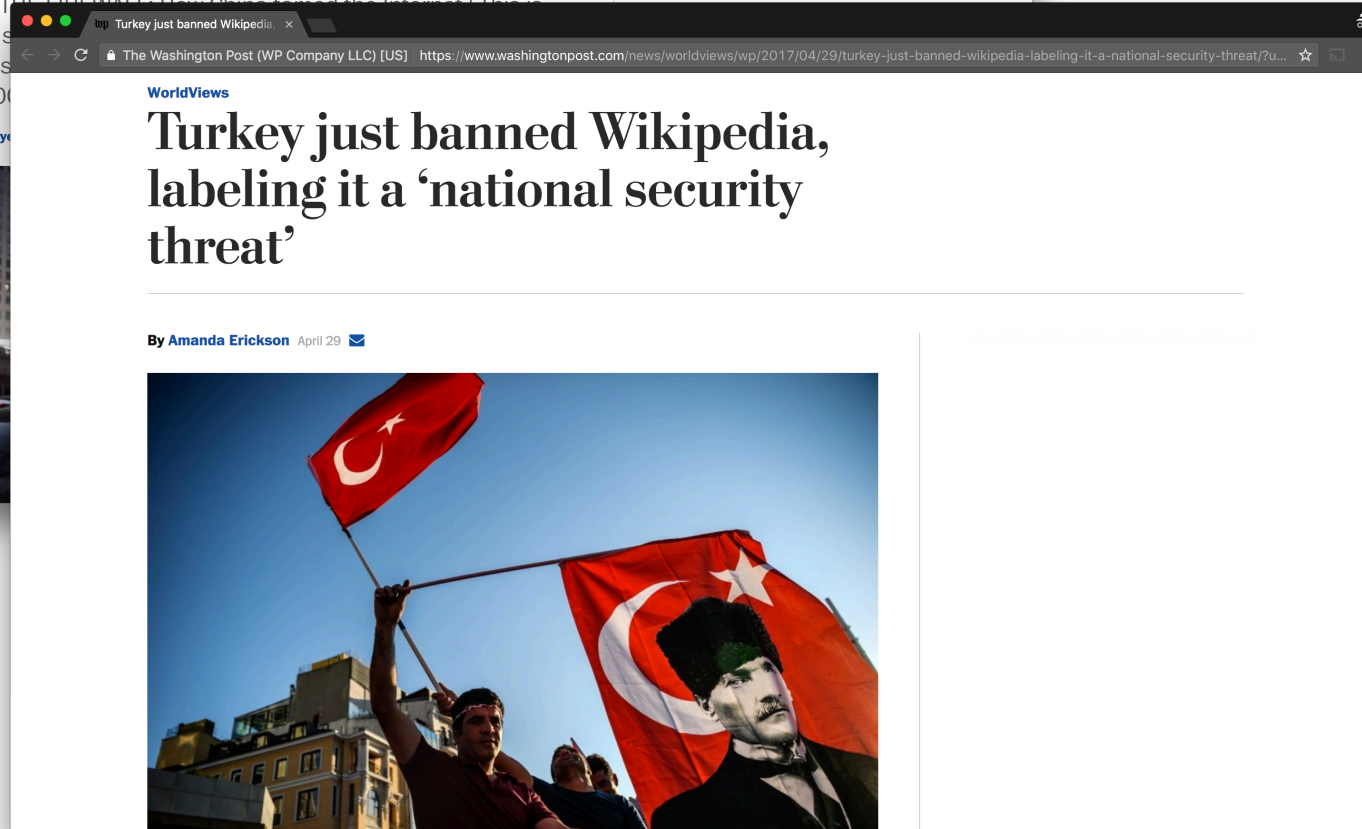 Turkey just banned Wikipedia,
The Washington Post (WP Company LLC) [US] https://www.washingtonpost.com/news/worldviews/wp/2017/04/29/turkey-just-banned-wikipedia-labeling-it-a-national-security-threat/?u...
WorldViews
Turkey just banned Wikipedia,
labeling it a ‘national security
threat’
By Amanda Erickson April 29